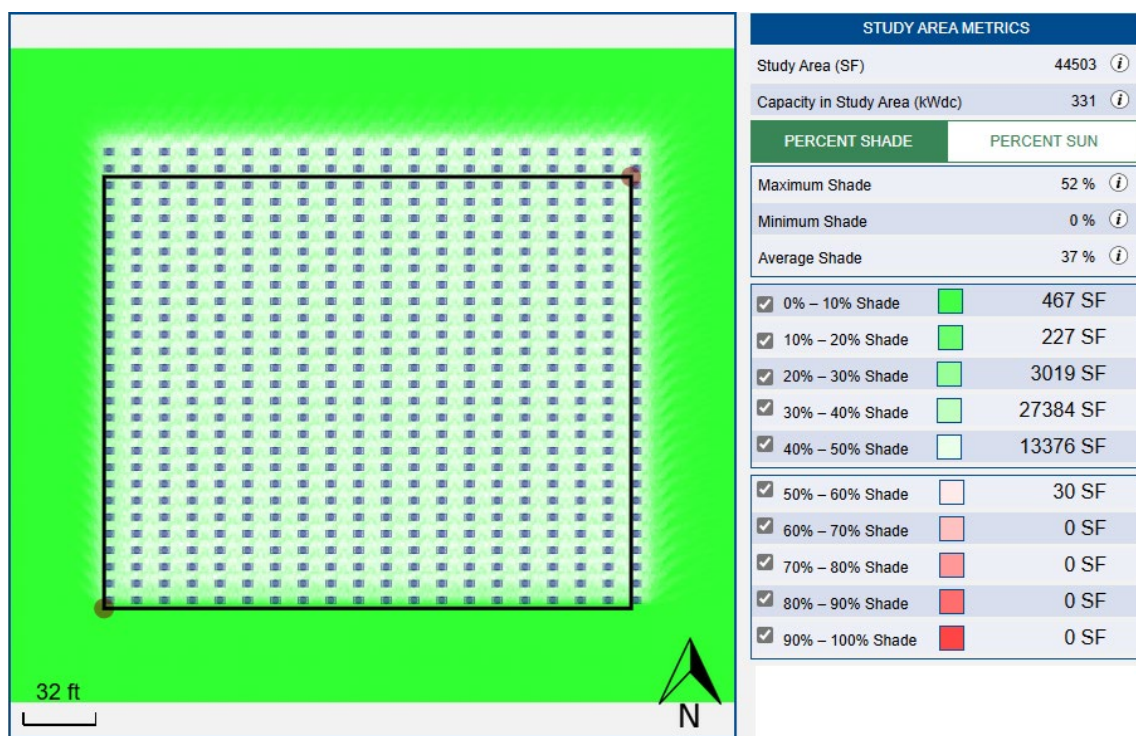 32 ft
N
STUDY AREA METRICS
Study Area (SF) 44503 i
Capacity in Study Area (kWdc) 331 i
PERCENT SHADE PERCENT SUN
Maximum Shade 52 % i
Minimum Shade 0 % i
Average Shade 37 % i
0% – 10% Shade 467 SF
10% – 20% Shade 227 SF
20% – 30% Shade 3019 SF
30% – 40% Shade 27384 SF
40% – 50% Shade 13376 SF
50% – 60% Shade 30 SF
60% – 70% Shade 0 SF
70% – 80% Shade 0 SF
80% – 90% Shade 0 SF
90% – 100% Shade 0 SF